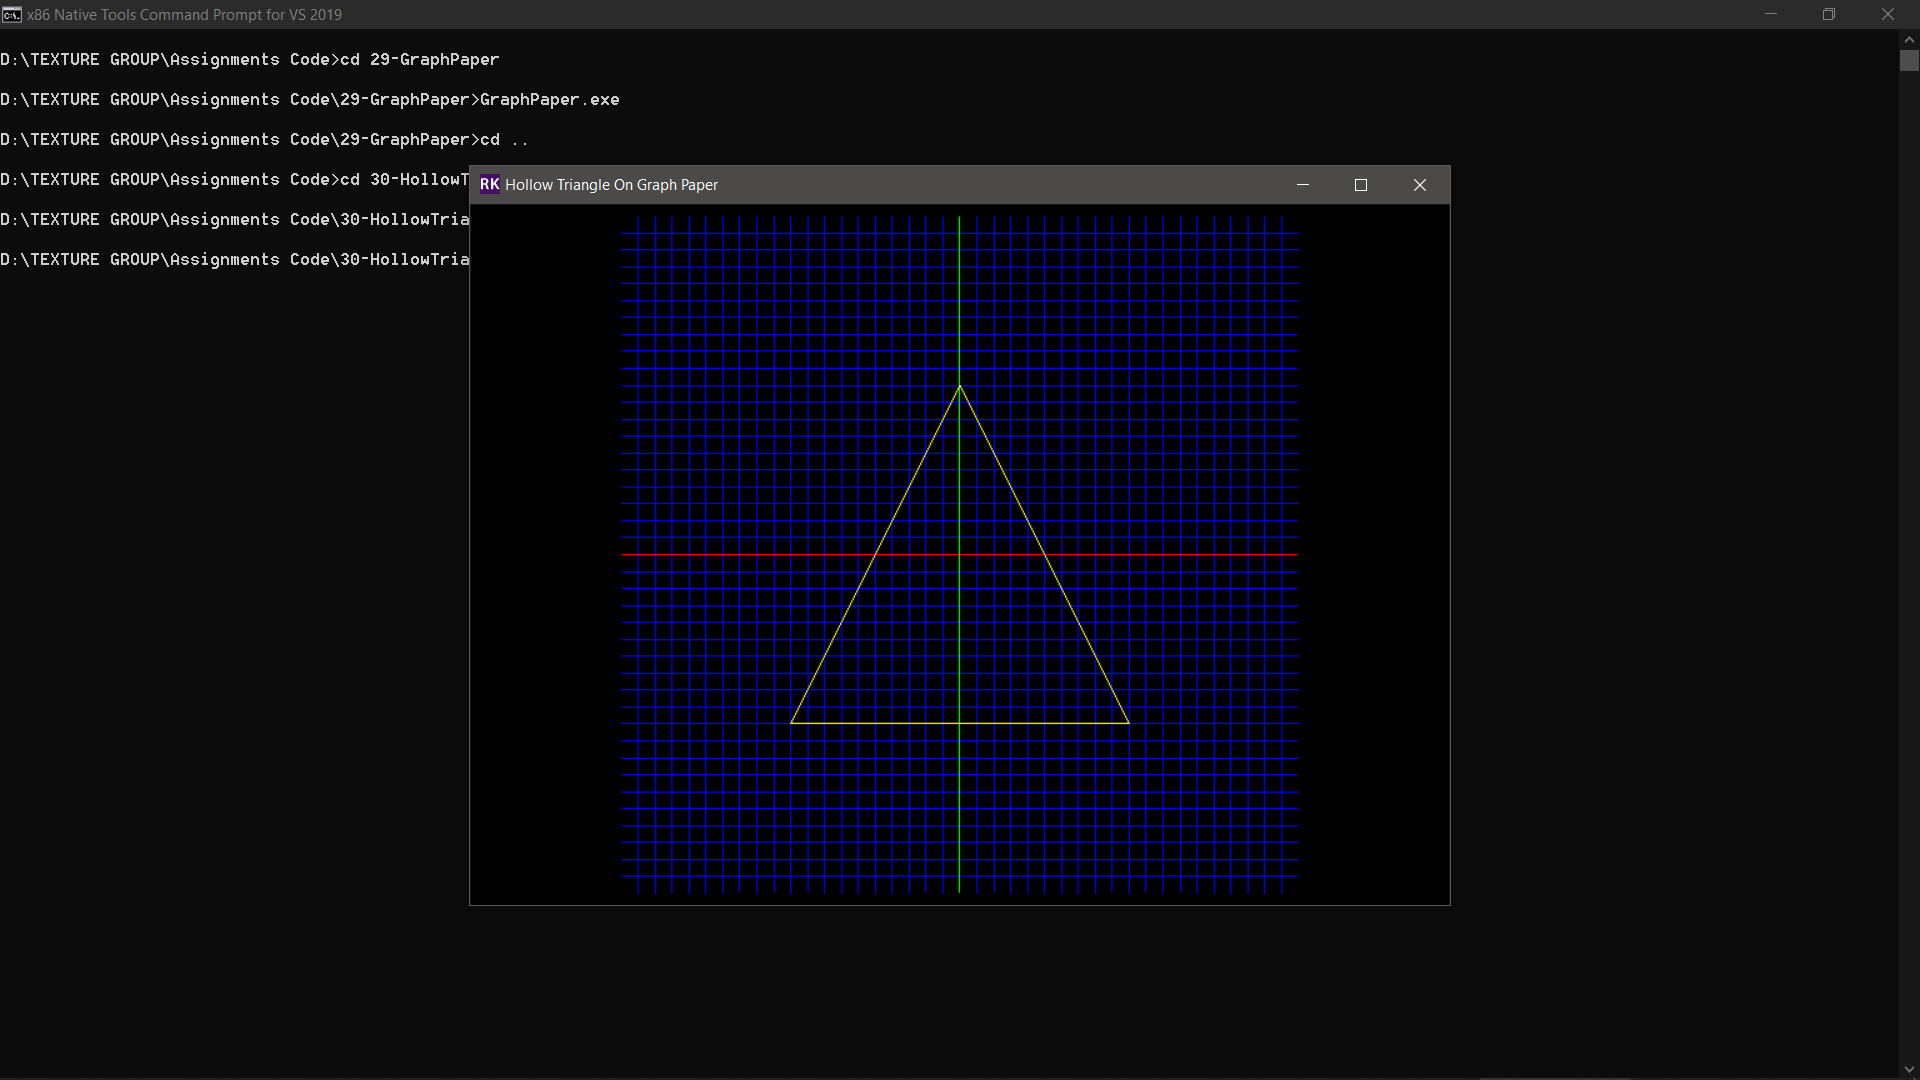 x86 Native Tools Command Prompt for VS 2019
D:\TEXTURE GROUP\Assignments Code>cd 29-GraphPaper
D:\TEXTURE GROUP\Assignments Code\29-GraphPaper>GraphPaper.exe
D:\TEXTURE GROUP\Assignments Code\29-GraphPaper>cd ..
D:\TEXTURE GROUP\Assignments Code>cd 30-HollowT
D:\TEXTURE GROUP\Assignments Code\30-HollowTria
D:\TEXTURE GROUP\Assignments Code\30-HollowTria
RK Hollow Triangle On Graph Paper